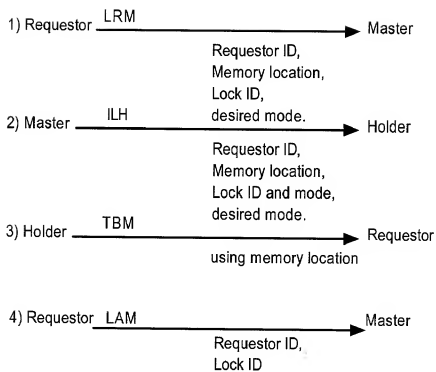 1) Requestor LRM Master
Requestor ID,
Memory location,
Lock ID,
desired mode.
2) Master ILH Holder
Requestor ID,
Memory location,
Lock ID and mode,
desired mode.
3) Holder TBM Requestor
using memory location
4) Requestor LAM Master
Requestor ID,
Lock ID